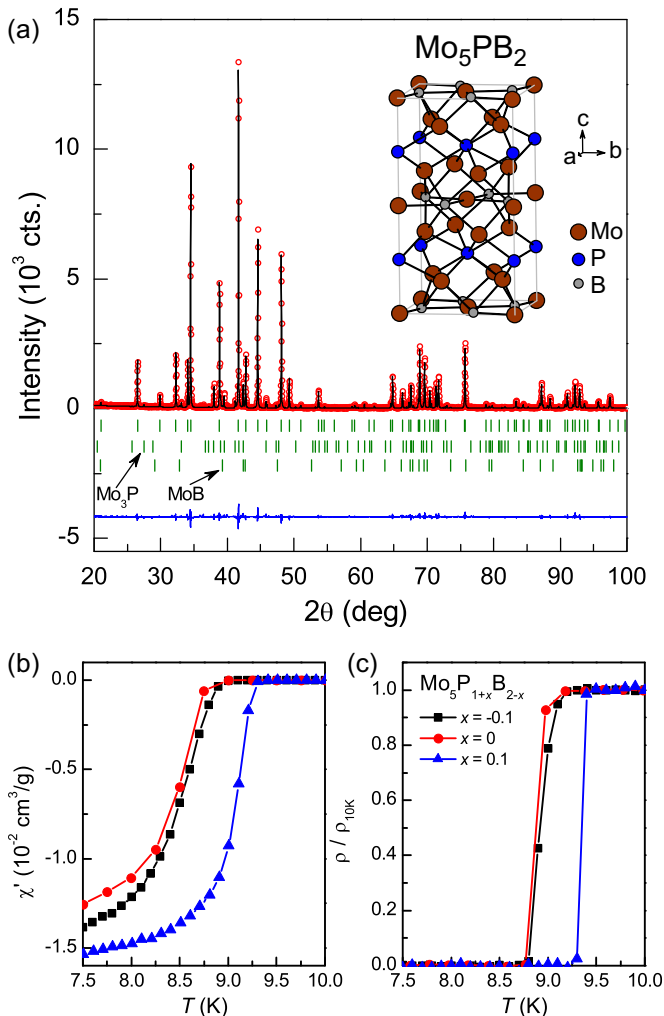 (a)
Mo5PB2
15
10
5
0
-5
Intensity (10^3 cts.)
c
a
b
Mo
P
B
Mo3P
MoB
20 30 40 50 60 70 80 90 100
2θ (deg)
(b)
0.0
-0.5
-1.0
-1.5
χ' (10^-2 cm^3/g)
7.5 8.0 8.5 9.0 9.5 10.0
T (K)
(c)
Mo5P1+xB2-x
x = -0.1
x = 0
x = 0.1
1.0
0.8
0.6
0.4
0.2
0.0
ρ / ρ10K
7.5 8.0 8.5 9.0 9.5 10.0
T (K)